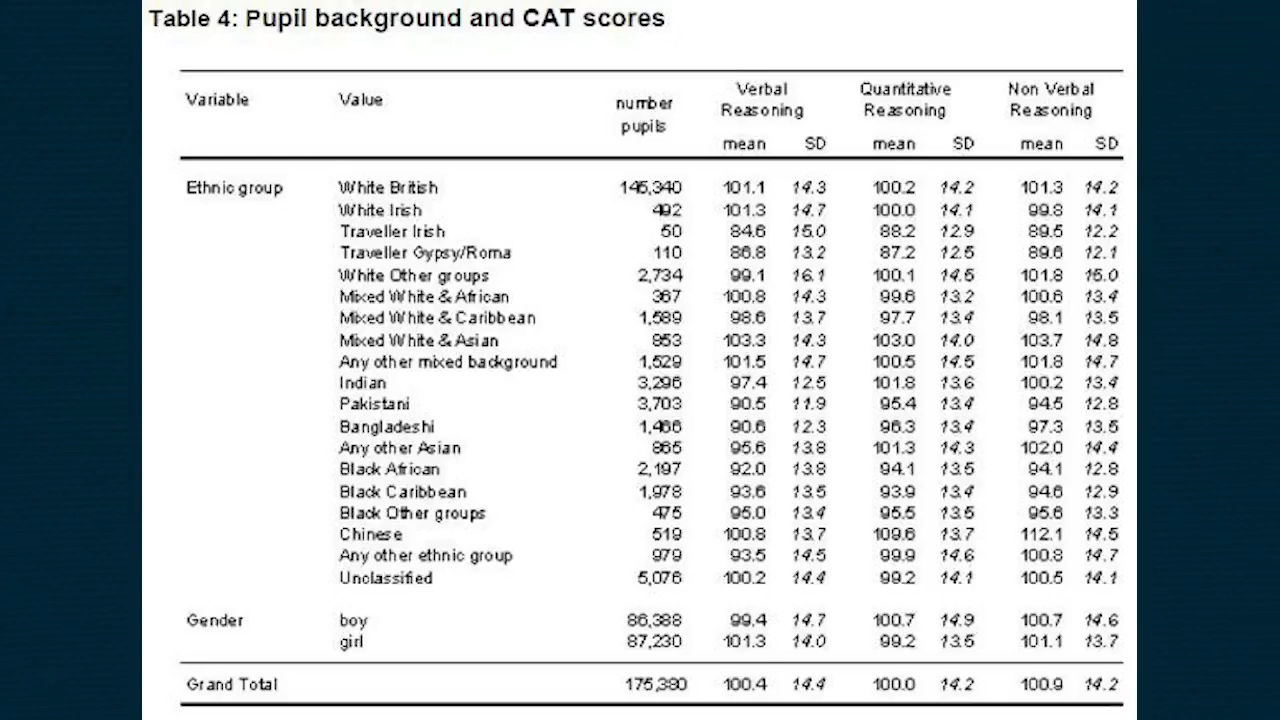 Table 4: Pupil background and CAT scores
Variable Value number pupils Verbal Reasoning Quantitative Reasoning Non Verbal Reasoning
mean SD mean SD mean SD
Ethnic group White British 145,340 101.1 14.3 100.2 14.2 101.3 14.2
White Irish 492 101.3 14.7 100.0 14.1 99.8 14.1
Traveller Irish 50 84.6 15.0 88.2 12.9 89.5 12.2
Traveller Gypsy/Roma 110 86.8 13.2 87.2 12.5 89.6 12.1
White Other groups 2,734 99.1 16.1 100.1 14.5 101.8 15.0
Mixed White & African 367 100.8 14.3 99.6 13.2 100.6 13.4
Mixed White & Caribbean 1,589 98.6 13.7 97.7 13.4 98.1 13.5
Mixed White & Asian 853 103.3 14.3 103.0 14.0 103.7 14.8
Any other mixed background 1,529 101.5 14.7 100.5 14.5 101.8 14.7
Indian 3,296 97.4 12.5 101.8 13.6 100.2 13.4
Pakistani 3,703 90.5 11.9 95.4 13.4 94.5 12.8
Bangladeshi 1,466 90.6 12.3 96.3 13.4 97.3 13.5
Any other Asian 865 95.6 13.8 101.3 14.3 102.0 14.4
Black African 2,197 92.0 13.8 94.1 13.5 94.1 12.8
Black Caribbean 1,978 93.6 13.5 93.9 13.4 94.6 12.9
Black Other groups 475 95.0 13.4 95.5 13.5 95.6 13.3
Chinese 519 100.8 13.7 109.6 13.7 112.1 14.5
Any other ethnic group 979 93.5 14.5 99.9 14.6 100.8 14.7
Unclassified 5,076 100.2 14.4 99.2 14.1 100.5 14.1
Gender boy 86,388 99.4 14.7 100.7 14.9 100.7 14.6
girl 87,230 101.3 14.0 99.2 13.5 101.1 13.7
Grand Total 175,380 100.4 14.4 100.0 14.2 100.9 14.2